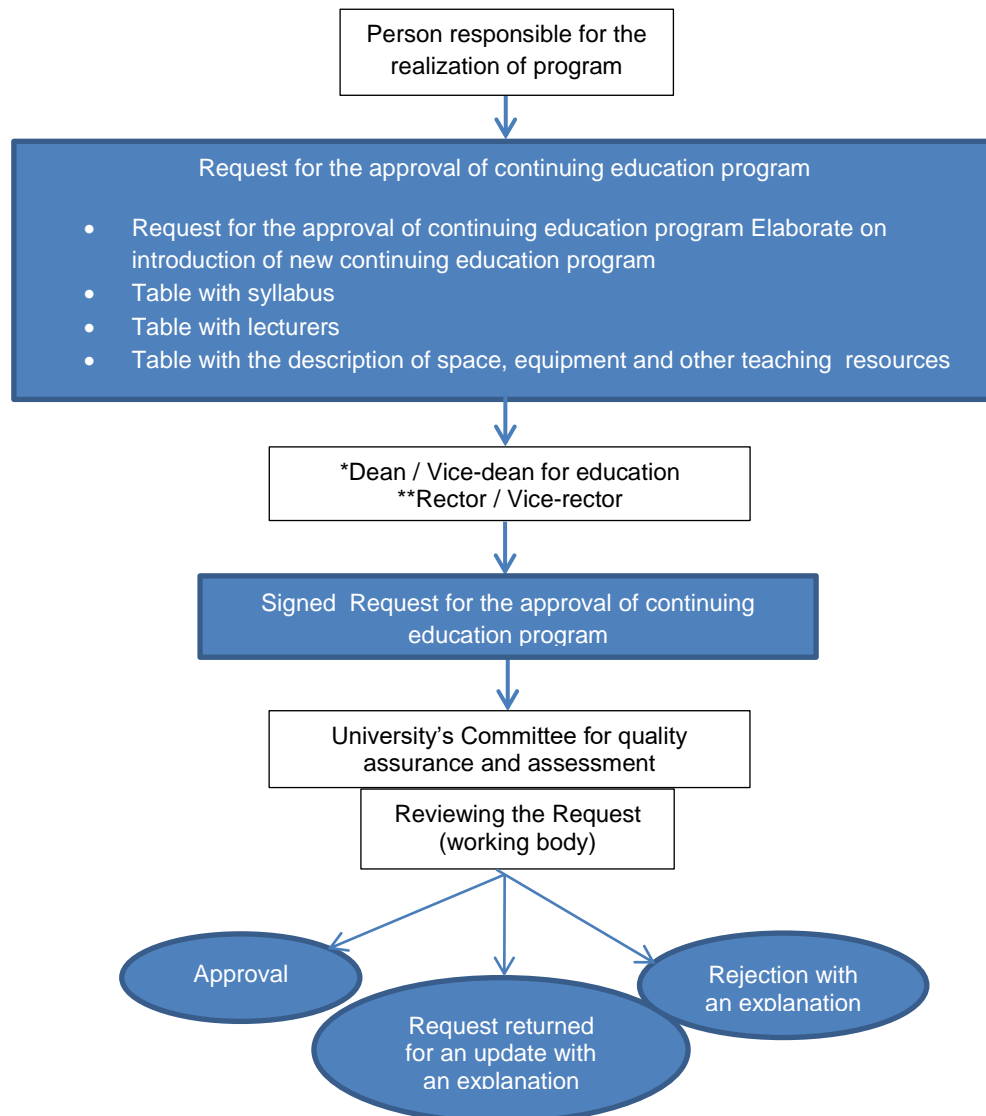 Person responsible for the
realization of program
Request for the approval of continuing education program
• Request for the approval of continuing education program Elaborate on
introduction of new continuing education program
• Table with syllabus
• Table with lecturers
• Table with the description of space, equipment and other teaching resources
*Dean / Vice-dean for education
**Rector / Vice-rector
Signed Request for the approval of continuing
education program
University’s Committee for quality
assurance and assessment
Reviewing the Request
(working body)
Approval
Rejection with
an explanation
Request returned
for an update with
an explanation